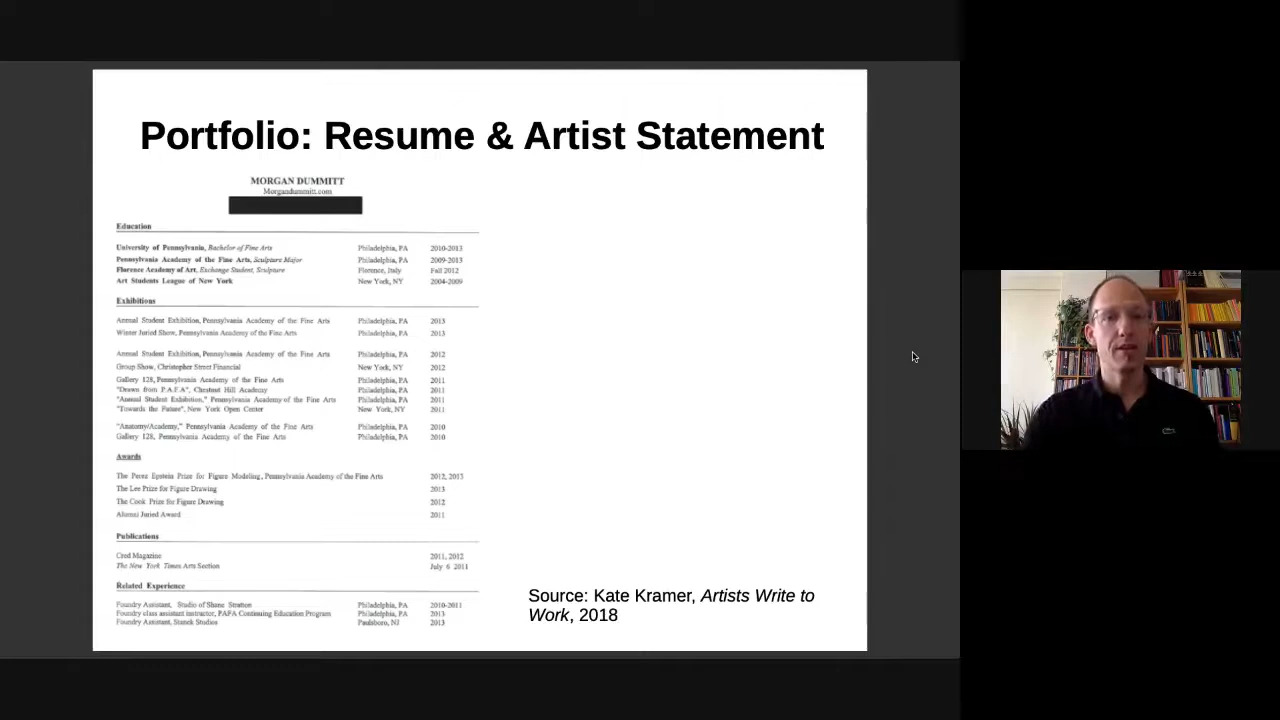 Portfolio: Resume & Artist Statement
MORGAN DUMMITT
Morgandummitt.com
Education
University of Pennsylvania, Bachelor of Fine Arts Philadelphia, PA 2010-2013
Pennsylvania Academy of the Fine Arts, Sculpture Major Philadelphia, PA 2009-2013
Florence Academy of Art, Exchange Student, Sculpture Florence, Italy Fall 2012
Art Students League of New York New York, NY 2004-2009
Exhibitions
Annual Student Exhibition, Pennsylvania Academy of the Fine Arts Philadelphia, PA 2013
Winter Juried Show, Pennsylvania Academy of the Fine Arts Philadelphia, PA 2013
Annual Student Exhibition, Pennsylvania Academy of the Fine Arts Philadelphia, PA 2012
Group Show, Christopher Street Financial New York, NY 2012
Gallery 128, Pennsylvania Academy of the Fine Arts Philadelphia, PA 2011
"Drawn from P.A.F.A", Chestnut Hill Academy Philadelphia, PA 2011
"Annual Student Exhibition," Pennsylvania Academy of the Fine Arts Philadelphia, PA 2011
"Towards the Future", New York Open Center New York, NY 2011
"Anatomy/Academy," Pennsylvania Academy of the Fine Arts Philadelphia, PA 2010
Gallery 128, Pennsylvania Academy of the Fine Arts Philadelphia, PA 2010
Awards
The Perez Epstein Prize for Figure Modeling, Pennsylvania Academy of the Fine Arts 2012, 2013
The Lee Prize for Figure Drawing 2013
The Cook Prize for Figure Drawing 2012
Alumni Juried Award 2011
Publications
Cred Magazine 2011, 2012
The New York Times Arts Section July 6 2011
Related Experience
Foundry Assistant, Studio of Shane Stratton Philadelphia, PA 2010-2011
Foundry class assistant instructor, PAFA Continuing Education Program Philadelphia, PA 2013
Foundry Assistant, Stanek Studios Paulsboro, NJ 2013
Source: Kate Kramer, Artists Write to
Work, 2018